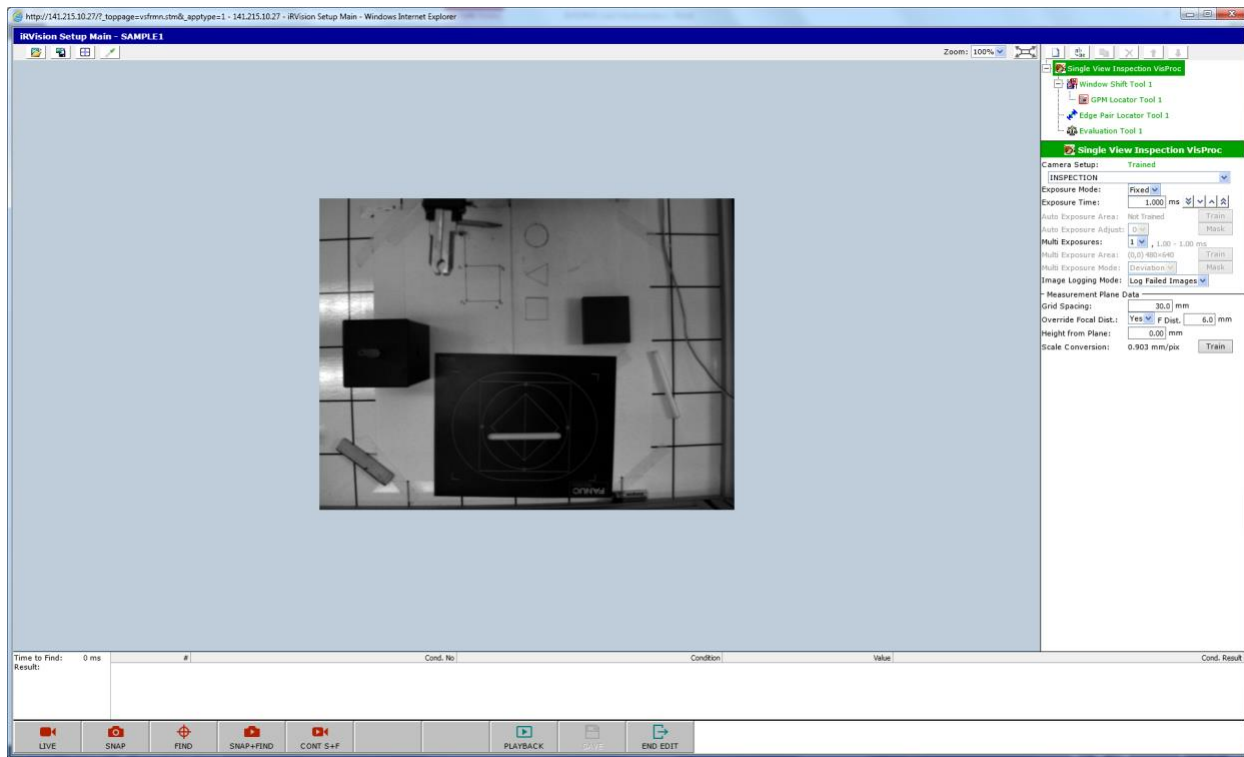 http://141.215.10.27/?_toppage=vsfrmn.stm&_apptype=1 - 141.215.10.27 - iRVision Setup Main - Windows Internet Explorer
iRVision Setup Main - SAMPLE1
Zoom: 100%
Single View Inspection VisProc
Window Shift Tool 1
GPM Locator Tool 1
Edge Pair Locator Tool 1
Evaluation Tool 1
Single View Inspection VisProc
Camera Setup: Trained
INSPECTION
Exposure Mode: Fixed
Exposure Time: 1.000 ms
Auto Exposure Area: Not Trained Train
Auto Exposure Adjust: 0 Mask
Multi Exposures: 1 , 1.00 - 1.00 ms
Multi Exposure Area: (0,0) 480×640 Train
Multi Exposure Mode: Deviation Mask
Image Logging Mode: Log Failed Images
Measurement Plane Data
Grid Spacing: 30.0 mm
Override Focal Dist.: Yes F Dist. 6.0 mm
Height from Plane: 0.00 mm
Scale Conversion: 0.903 mm/pix Train
FANUC
Time to Find: 0 ms # Cond. No Condition Value Cond. Result
Result:
LIVE SNAP FIND SNAP+FIND CONT S+F PLAYBACK SAVE END EDIT